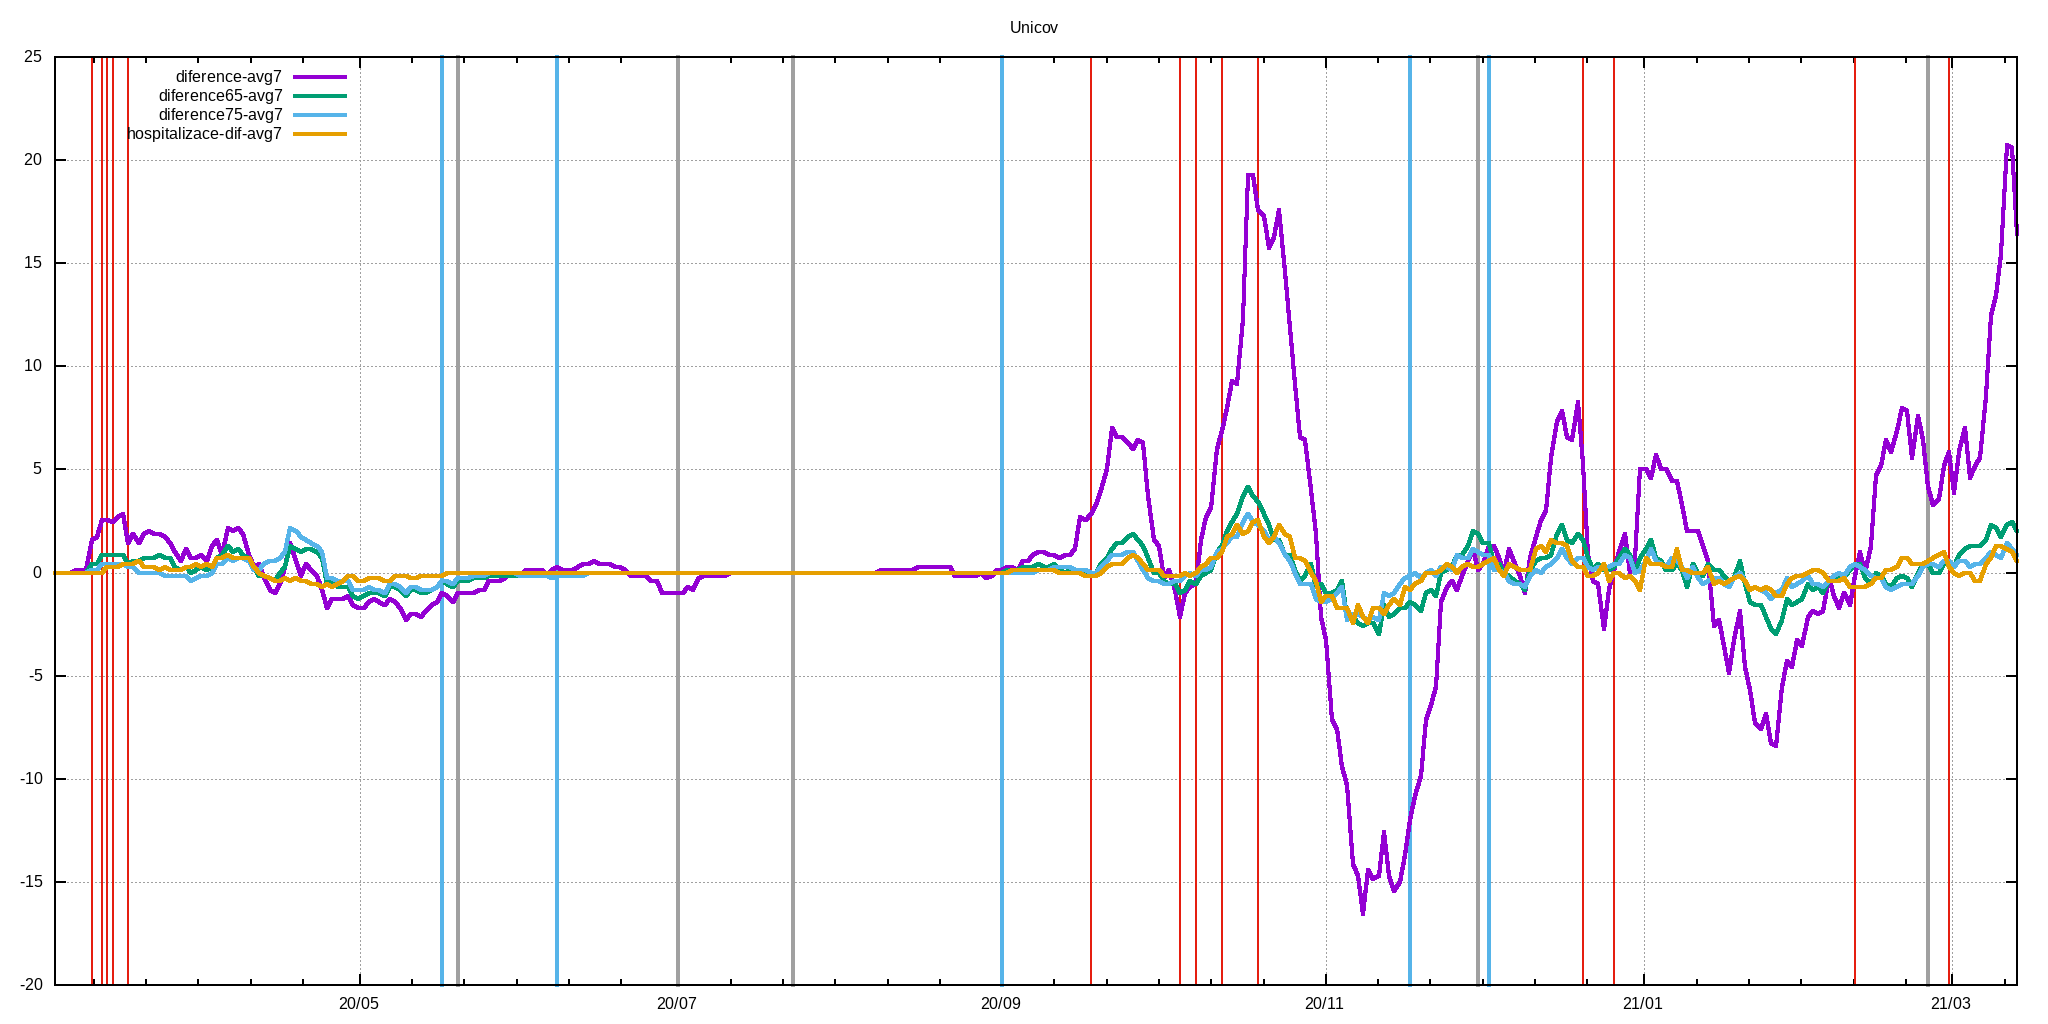 Unicov
25
diference-avg7
diference65-avg7
diference75-avg7
hospitalizace-dif-avg7
20
15
10
5
0
-5
-10
-15
-20
20/05 20/07 20/09 20/11 21/01 21/03